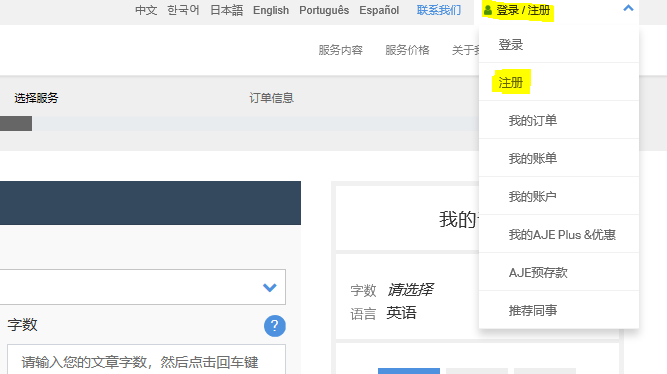 中文 한국어 日本語 English Português Español 联系我们 登录 / 注册
服务内容 服务价格 关于
登录
注册
选择服务 订单信息
我的订单
我的账单
我的账户
我的
我的AJE Plus &优惠
AJE预存款
字数 请选择
语言 英语
推荐同事
字数 ?
请输入您的文章字数，然后点击回车键